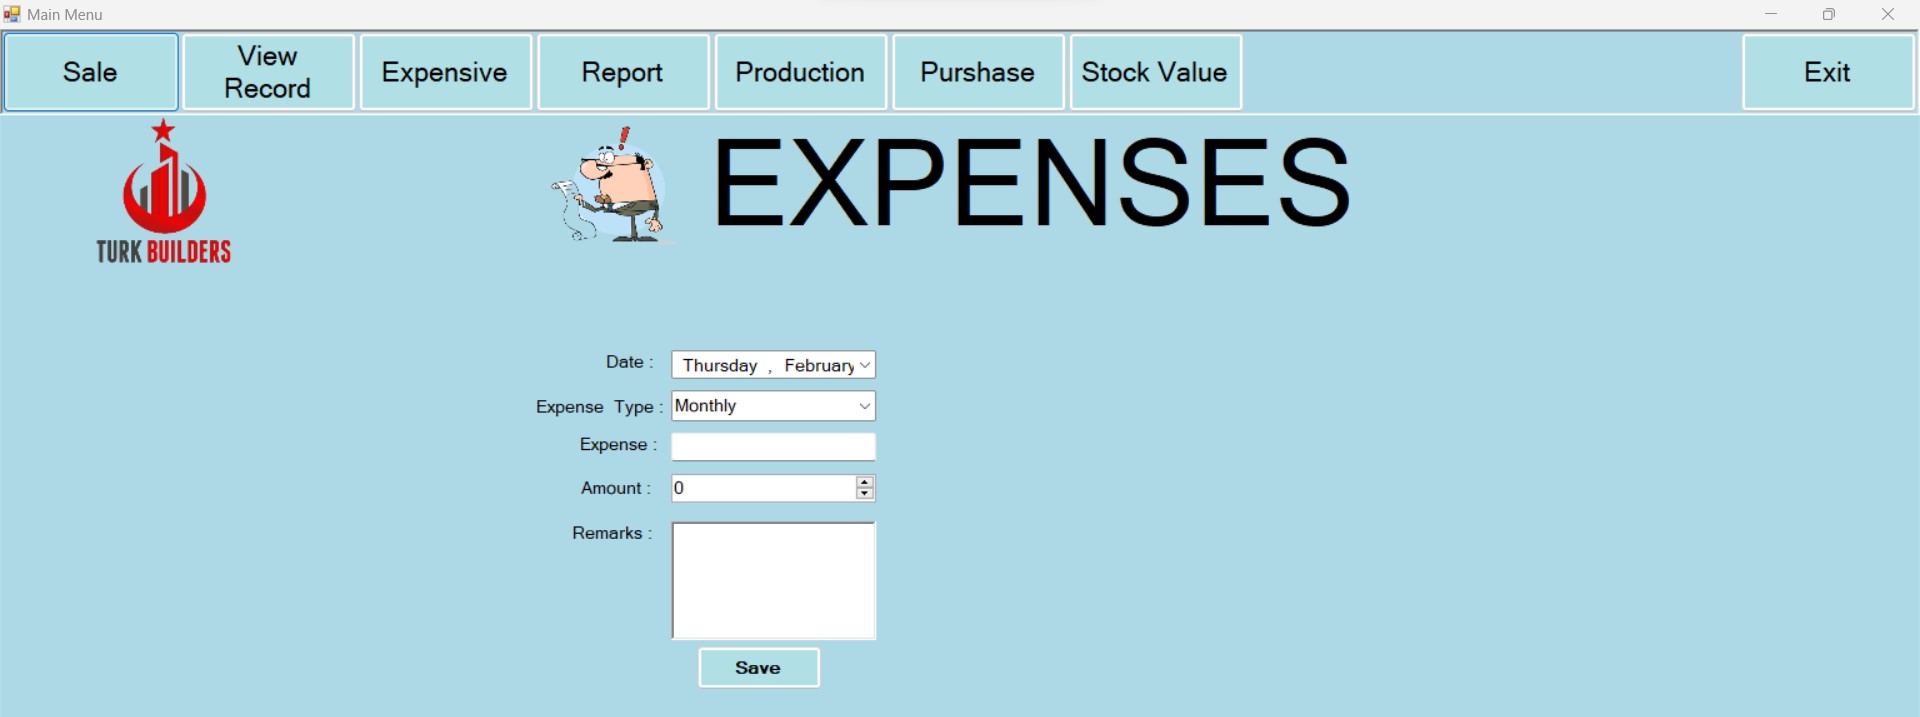 Main Menu
Sale
View
Record
Expensive
Report
Production
Purshase
Stock Value
Exit
TURK BUILDERS
EXPENSES
Date : Thursday , February
Expense Type : Monthly
Expense :
Amount : 0
Remarks :
Save